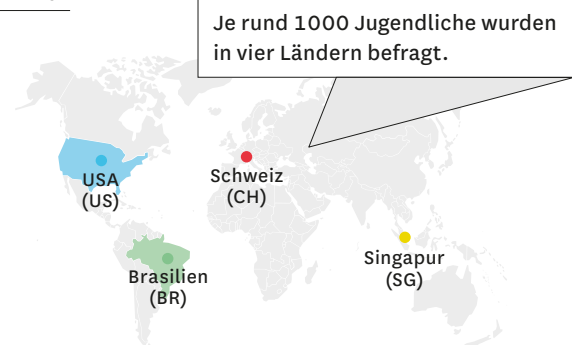 Je rund 1000 Jugendliche wurden
in vier Ländern befragt.
USA
(US)
Schweiz
(CH)
Brasilien
(BR)
Singapur
(SG)